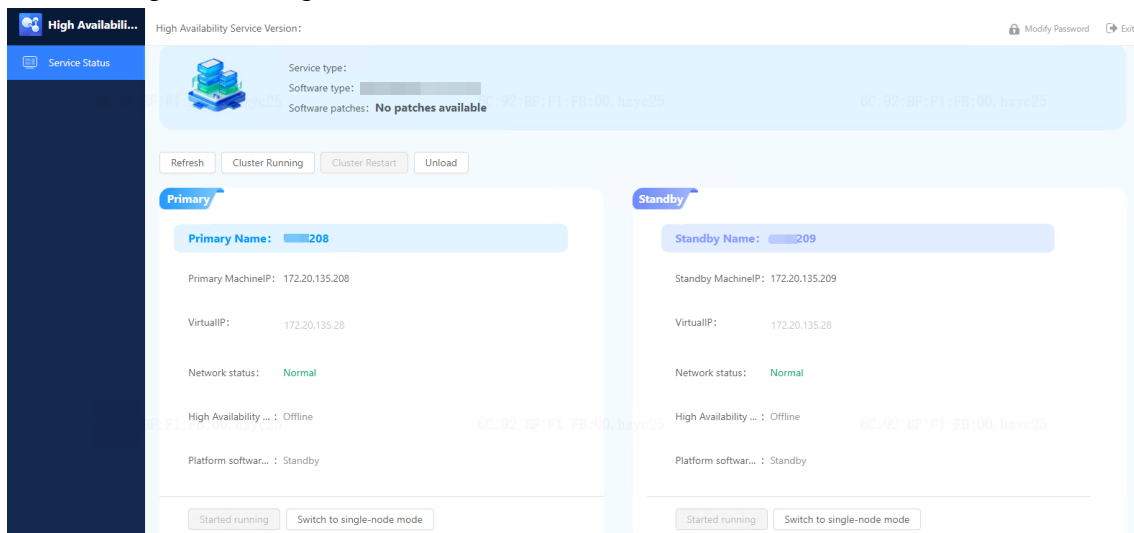 High Availabili...
High Availability Service Version:
Modify Password
Exit
Service Status
Service type:
Software type:
Software patches: No patches available
Refresh
Cluster Running
Cluster Restart
Unload
Primary
Standby
Primary Name: 208
Standby Name: 209
Primary MachineIP: 172.20.135.208
Standby MachineIP: 172.20.135.209
VirtualIP: 172.20.135.28
VirtualIP: 172.20.135.28
Network status: Normal
Network status: Normal
High Availability ... : Offline
High Availability ... : Offline
Platform softwar... : Standby
Platform softwar... : Standby
Started running
Switch to single-node mode
Started running
Switch to single-node mode